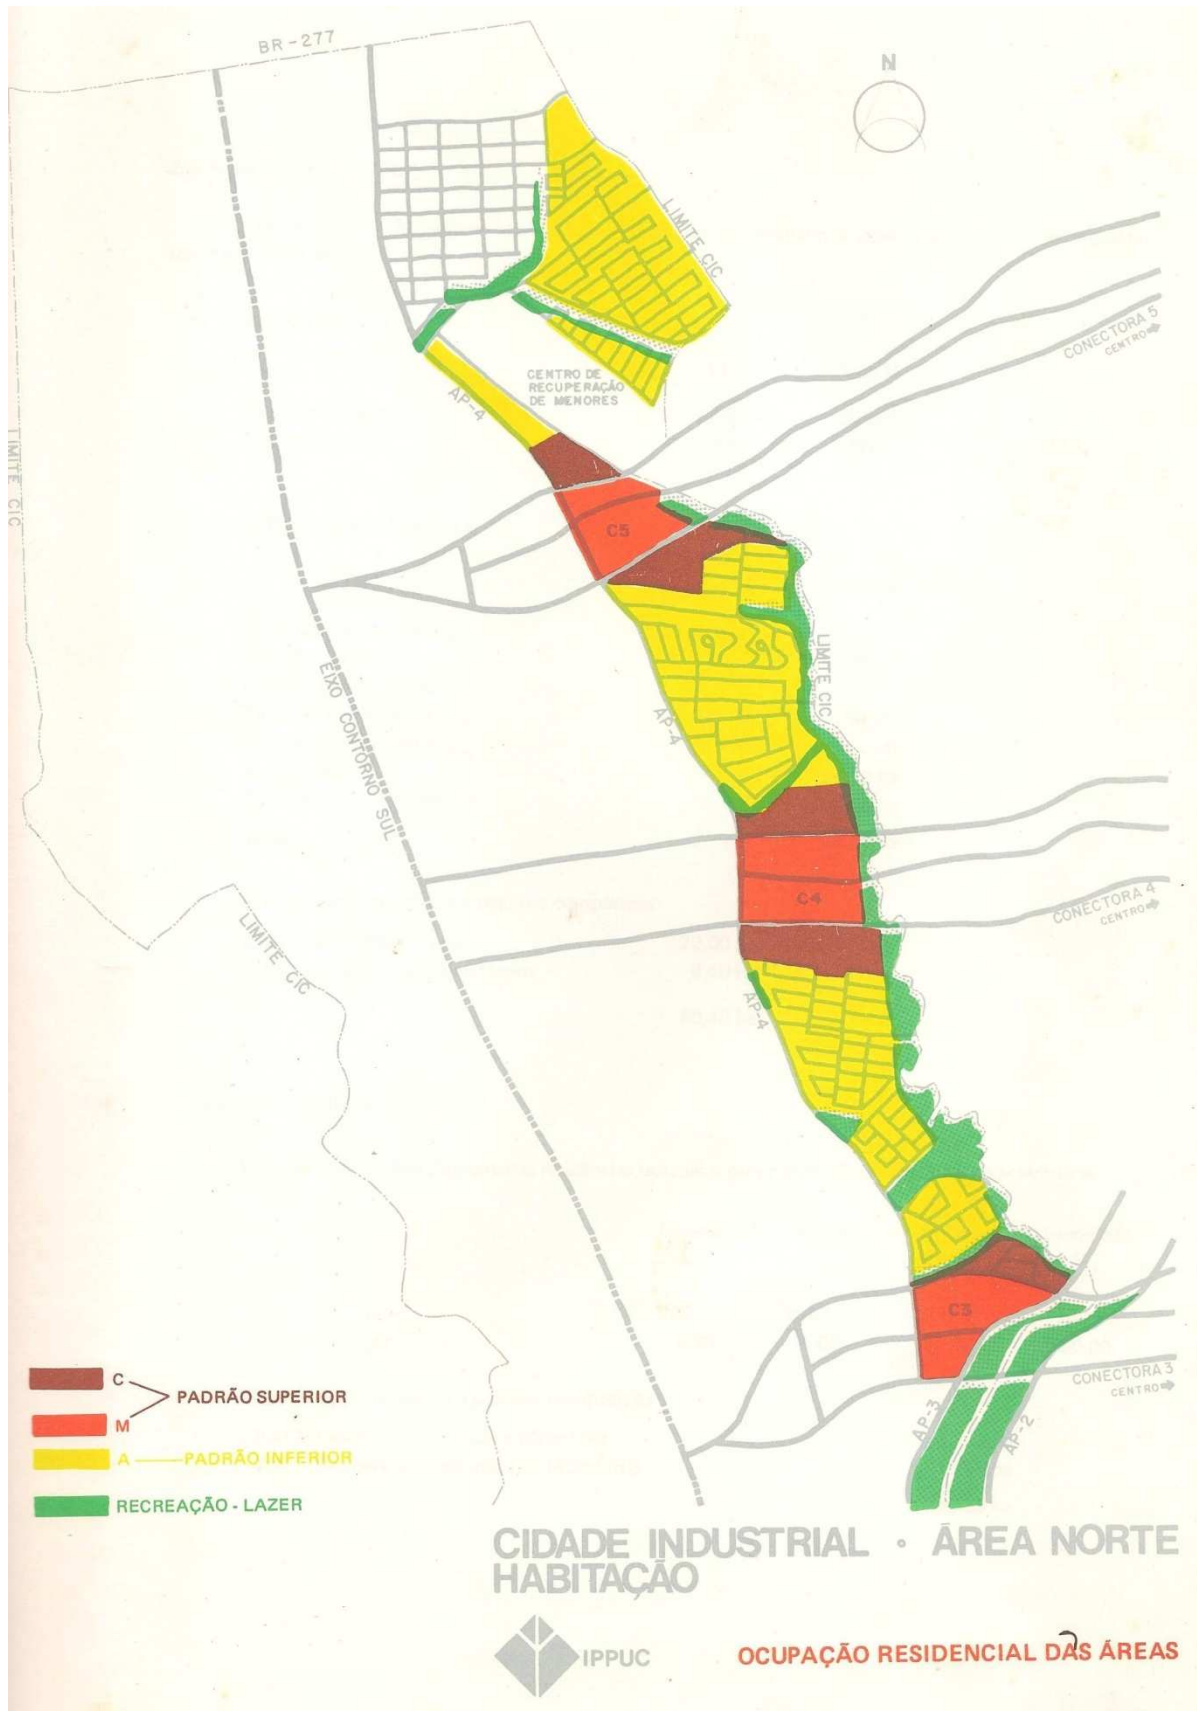 BR-277
N
LIMITE CIC
CONECTORA 5
CENTRO
CENTRO DE
RECUPERAÇÃO
DE MENORES
AP-4
LIMITE CIC
C5
LIMITE CIC
EIXO CONTORNO SUL
AP-4
C4
CONECTORA 4
CENTRO
LIMITE CIC
AP-4
C3
CONECTORA 3
CENTRO
AP-3
AP-2
C
PADRÃO SUPERIOR
M
A PADRÃO INFERIOR
RECREAÇÃO - LAZER
CIDADE INDUSTRIAL • ÁREA NORTE
HABITAÇÃO
IPPUC
OCUPAÇÃO RESIDENCIAL DAS ÁREAS